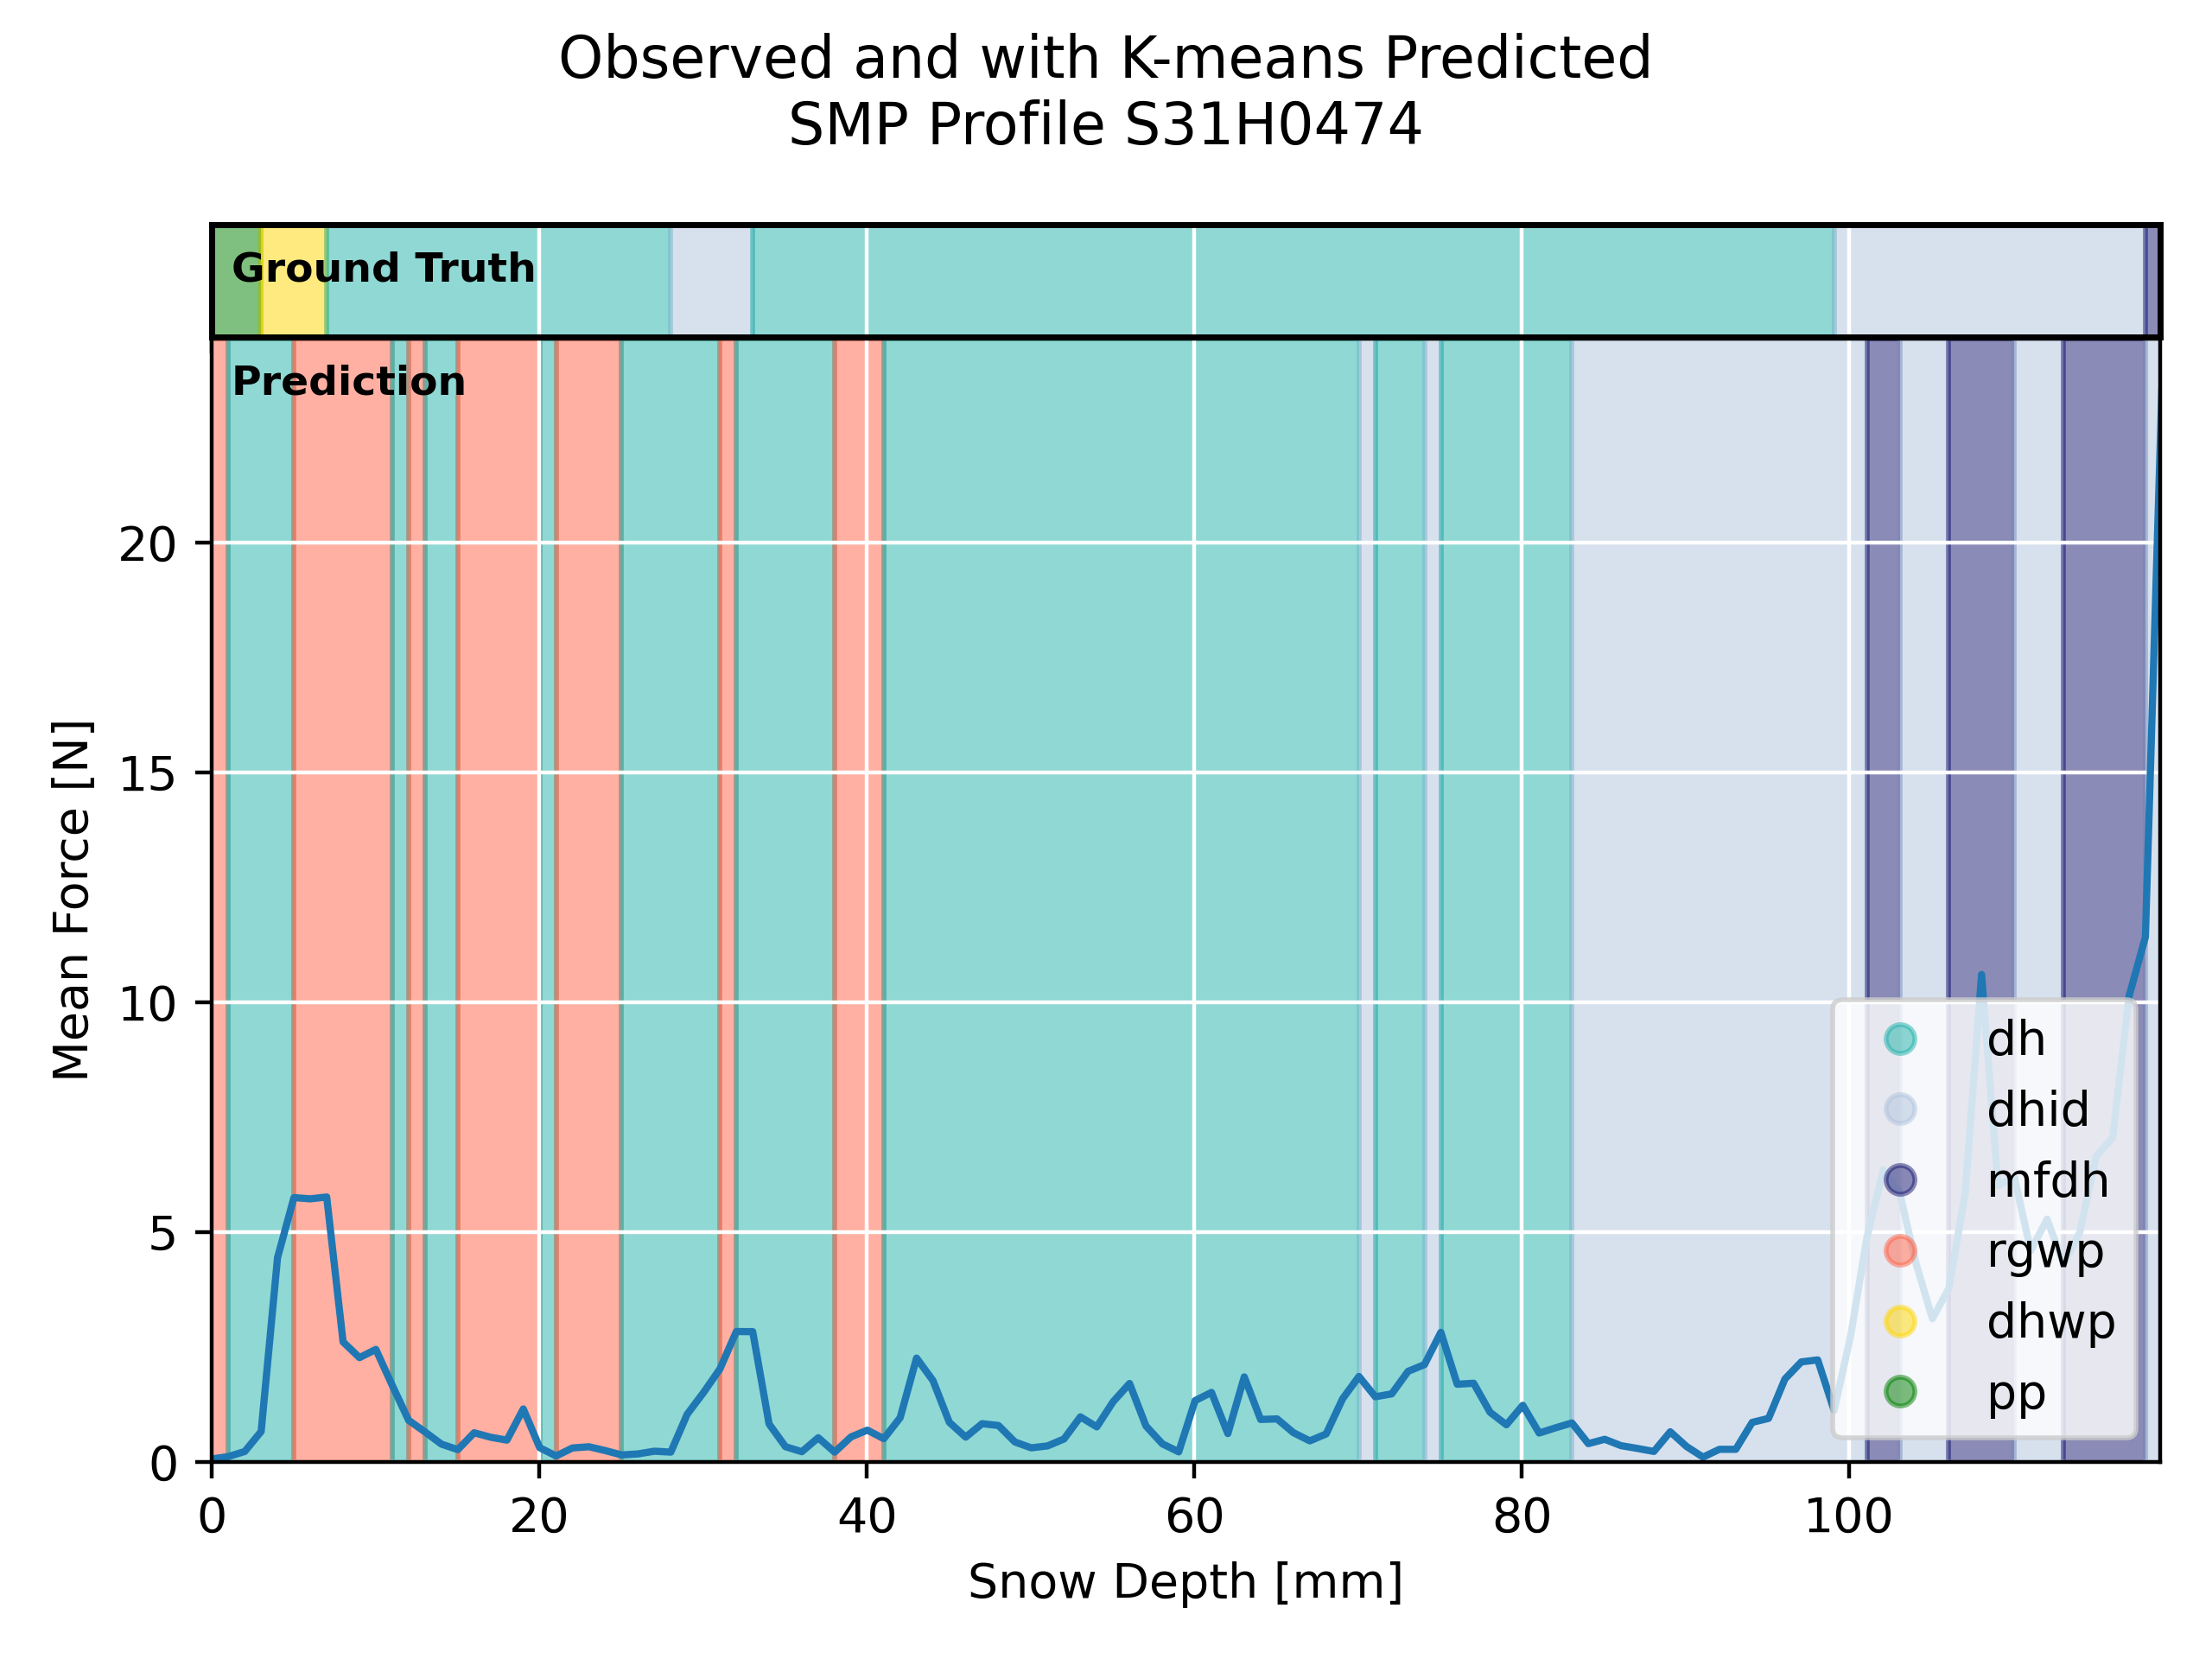 Observed and with K-means Predicted
SMP Profile S31H0474
Ground Truth
Prediction
20
15
10
5
0
Mean Force [N]
dh
dhid
mfdh
rgwp
dhwp
pp
0 20 40 60 80 100
Snow Depth [mm]